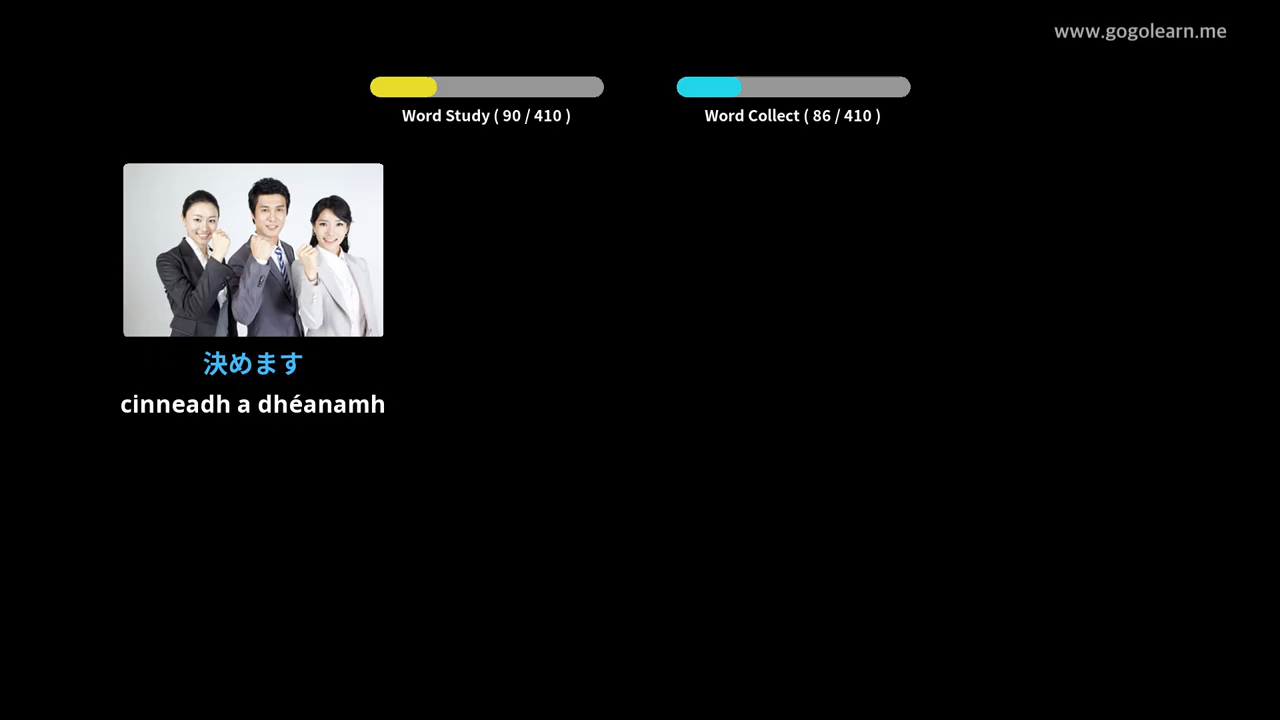 www.gogolearn.me
Word Study ( 90 / 410 )
Word Collect ( 86 / 410 )
決めます
cinneadh a dhéanamh